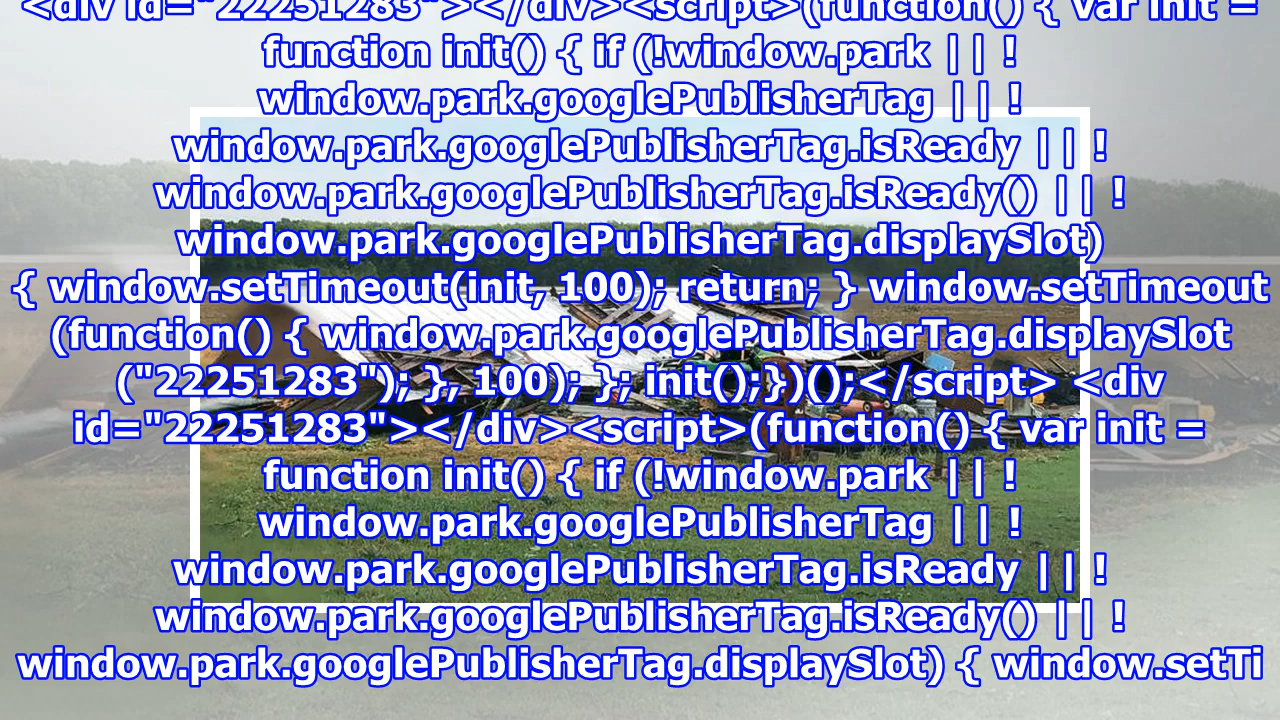 <div id="22251283"></div><script>(function() { var init =
function init() { if (!window.park || !
window.park.googlePublisherTag || !
window.park.googlePublisherTag.isReady || !
window.park.googlePublisherTag.isReady() || !
window.park.googlePublisherTag.displaySlot)
{ window.setTimeout(init, 100); return; } window.setTimeout
(function() { window.park.googlePublisherTag.displaySlot
("22251283"); }, 100); }; init();})();</script> <div
id="22251283"></div><script>(function() { var init =
function init() { if (!window.park || !
window.park.googlePublisherTag || !
window.park.googlePublisherTag.isReady || !
window.park.googlePublisherTag.isReady() || !
window.park.googlePublisherTag.displaySlot) { window.setTi